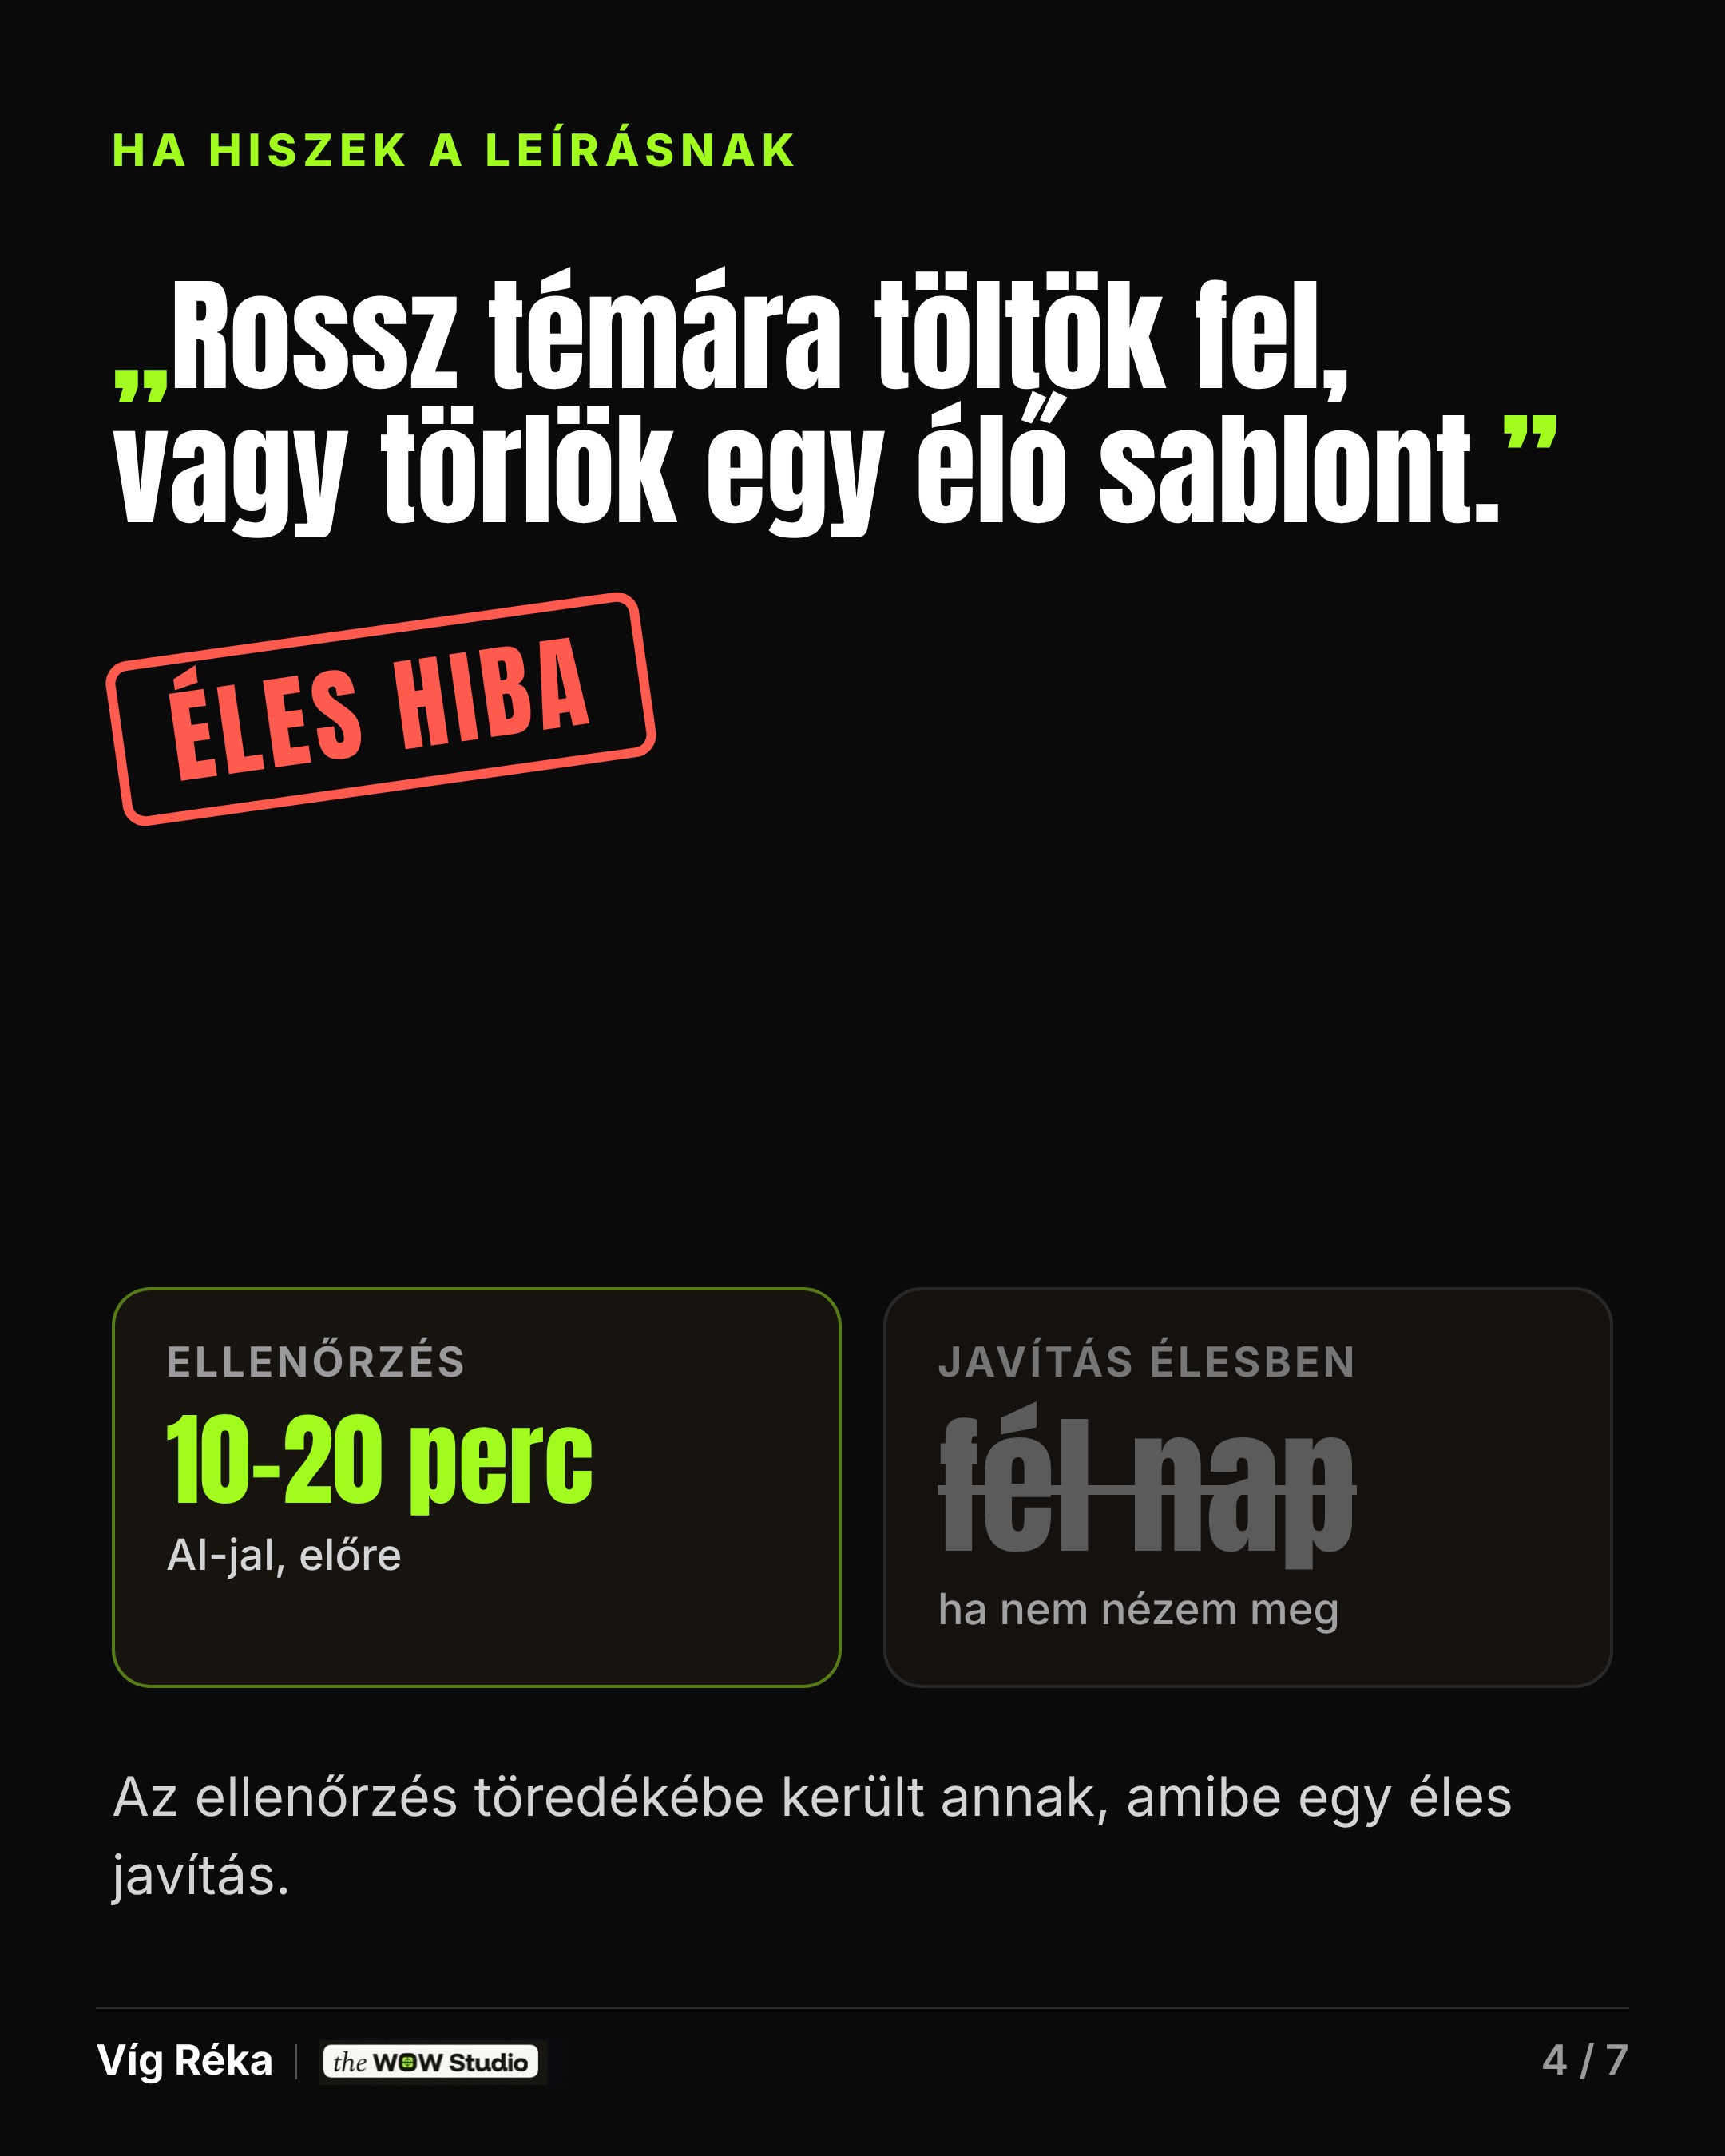 HA HISZEK A LEÍRÁSNAK
„Rossz témára töltök fel,
vagy törlök egy élő sablont.”
ÉLES HIBA
ELLENŐRZÉS
10-20 perc
AI-jal, előre
JAVÍTÁS ÉLESBEN
fél nap
ha nem nézem meg
Az ellenőrzés töredékébe került annak, amibe egy éles
javítás.
Víg Réka
the WOW Studio
4 / 7